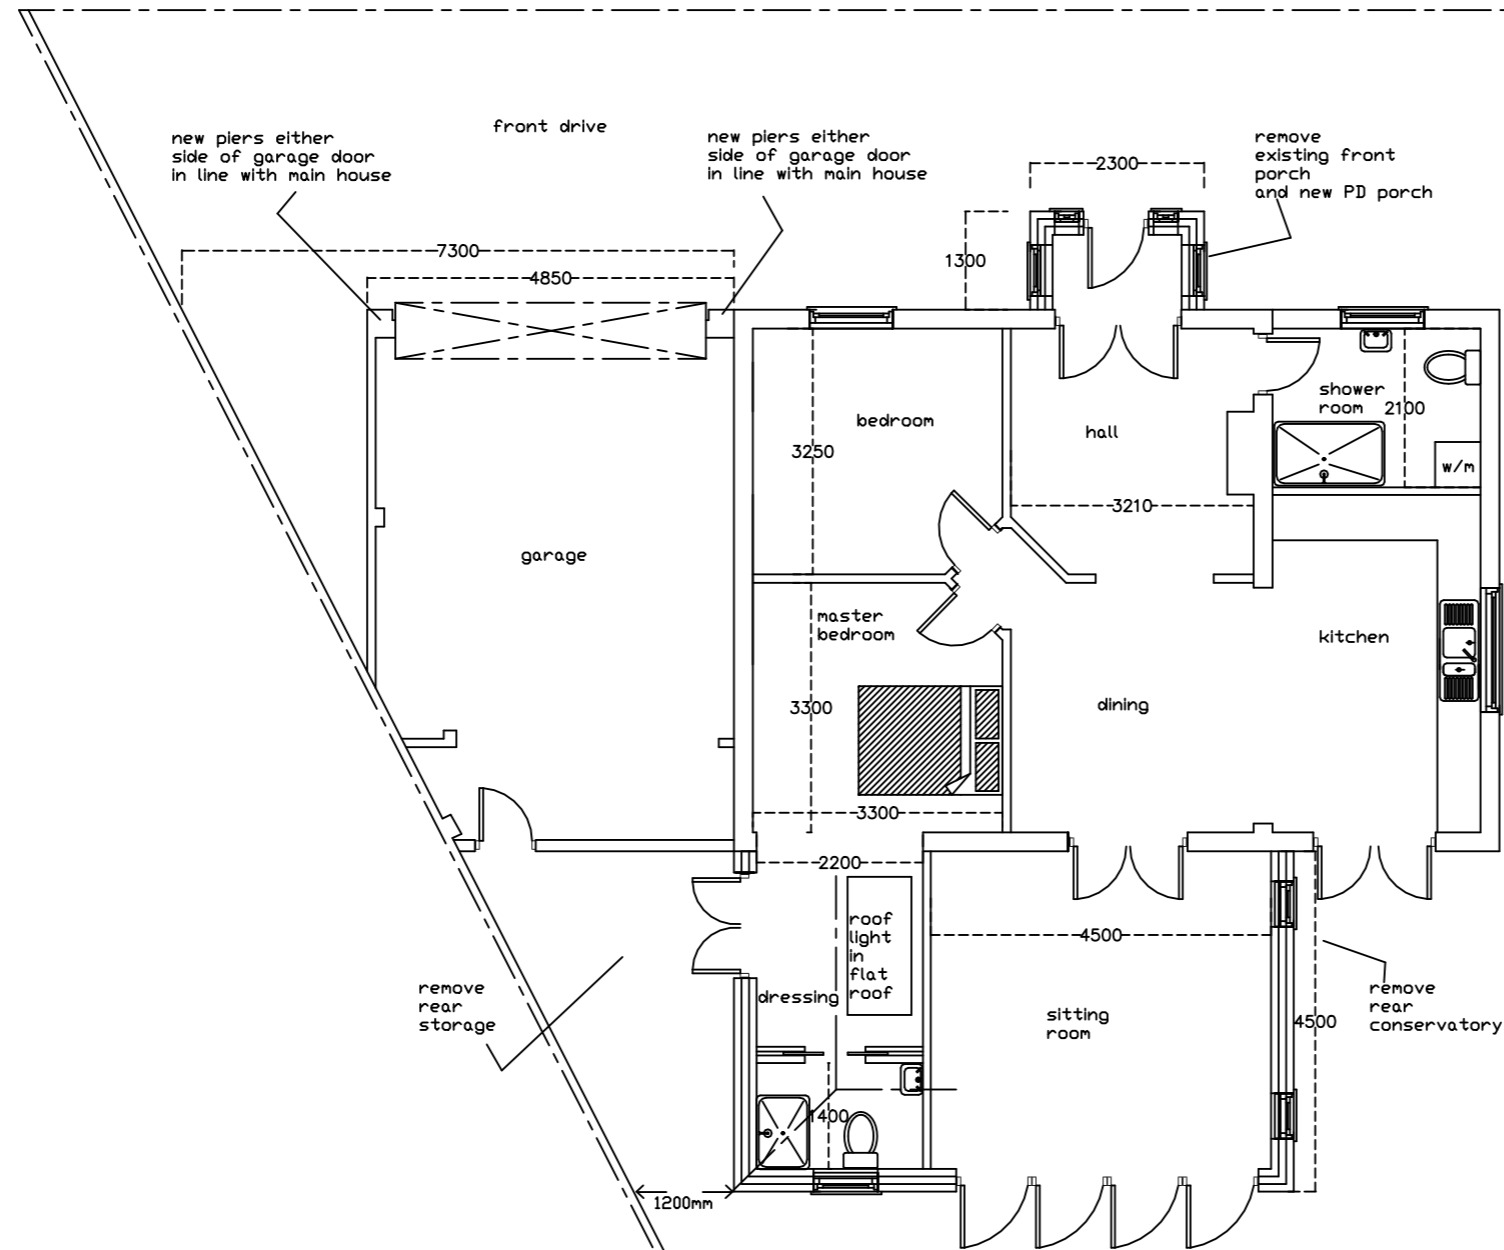 front drive
new piers either
side of garage door
in line with main house
new piers either
side of garage door
in line with main house
remove
existing front
porch
and new PD porch
2300
7300
1300
4850
shower
room
2100
bedroom
hall
3250
w/m
3210
garage
master
bedroom
kitchen
3300
dining
3300
2200
roof
light
in
flat
roof
4500
dressing
remove
rear
storage
sitting
room
4500
remove
rear
conservatory
1400
1200mm